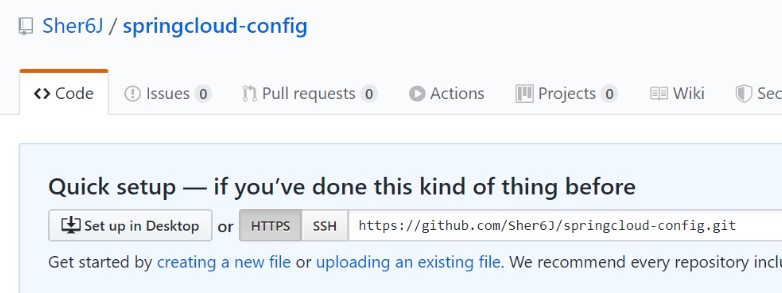 Sher6J / springcloud-config
Code Issues 0 Pull requests 0 Actions Projects 0 Wiki Sec
Quick setup — if you’ve done this kind of thing before
Set up in Desktop or HTTPS SSH https://github.com/Sher6J/springcloud-config.git
Get started by creating a new file or uploading an existing file. We recommend every repository inclu